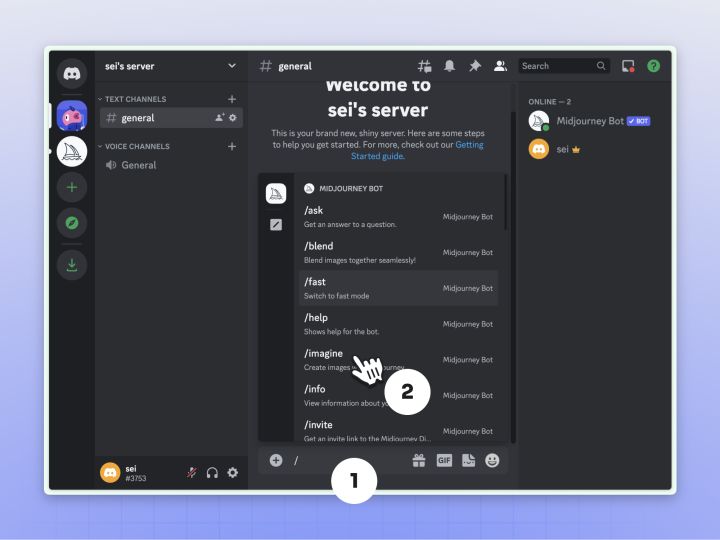 sei's server
TEXT CHANNELS
general
VOICE CHANNELS
General
sei
#3753
general
Search
Welcome to
sei's server
This is your brand new, shiny server. Here are some steps
to help you get started. For more, check out our Getting
Started guide.
MIDJOURNEY BOT
/ask
Get an answer to a question.
Midjourney Bot
/blend
Blend images together seamlessly!
Midjourney Bot
/fast
Switch to fast mode
Midjourney Bot
/help
Shows help for the bot.
Midjourney Bot
/imagine
Create images
Midjourney Bot
/info
View information about
Midjourney Bot
/invite
Get an invite link to the Midjourney Di...
Midjourney Bot
/
GIF
1
2
ONLINE — 2
Midjourney Bot ✓ BOT
sei